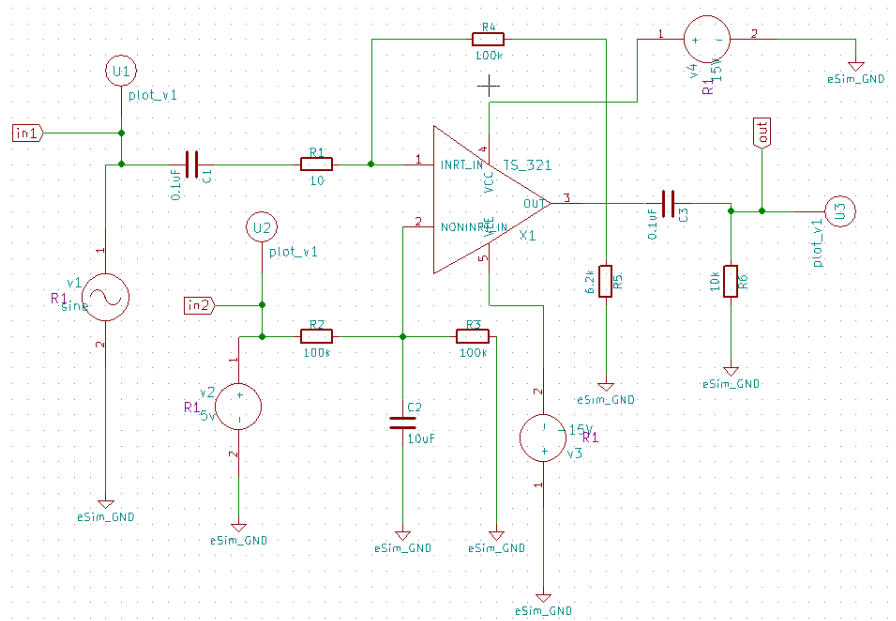 R4
100k
1
2
v4
15V
R1
eSim_GND
U1
plot_v1
in1
0.1uF
C1
R1
10
1
INRT_IN
4
VCC
TS_321
OUT
3
2
NONINRT_IN
VEE
X1
5
0.1uF
C3
out
U3
plot_v1
U2
plot_v1
1
v1
R1
sine
2
eSim_GND
in2
R2
100k
R3
100k
6.2k
R5
eSim_GND
10k
R6
eSim_GND
1
v2
R1
5v
2
eSim_GND
C2
10uF
eSim_GND
eSim_GND
2
-15V
R1
v3
1
eSim_GND